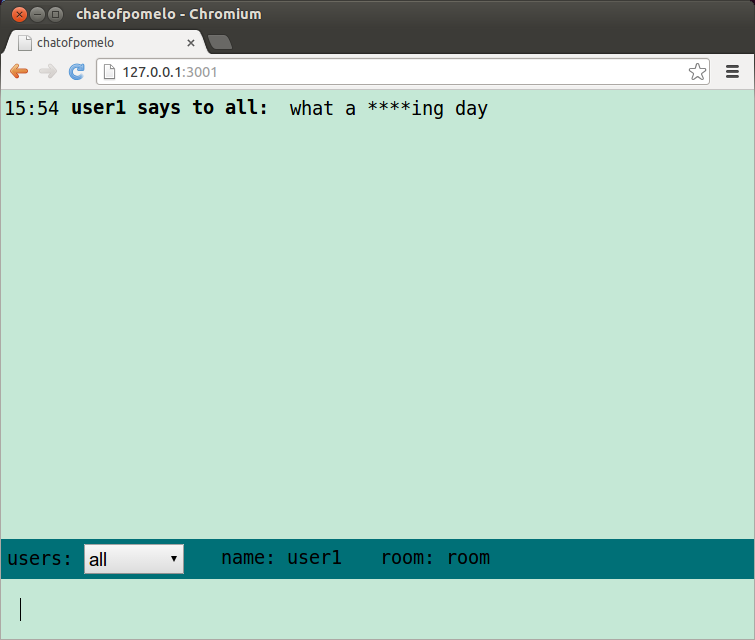 chatofpomelo - Chromium
chatofpomelo
127.0.0.1:3001
15:54 user1 says to all: what a ****ing day
users: all name: user1 room: room